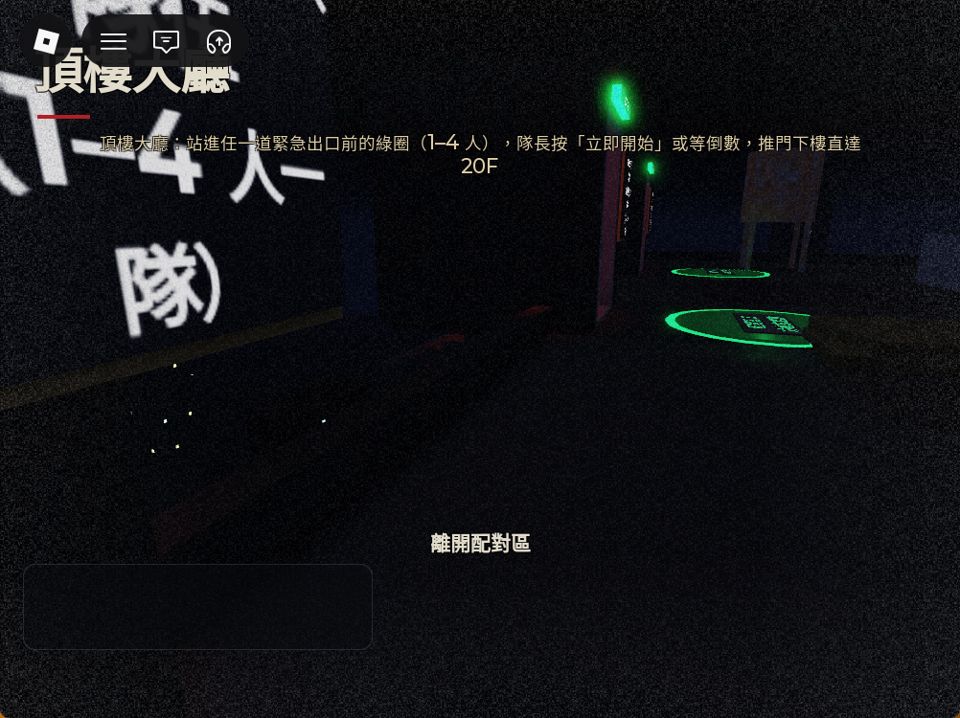 頂樓大廳
頂樓大廳：站進任一道緊急出口前的綠圈（1–4 人），隊長按「立即開始」或等倒數，推門下樓直達
20F
（1–4 人一
隊）
離開配對區